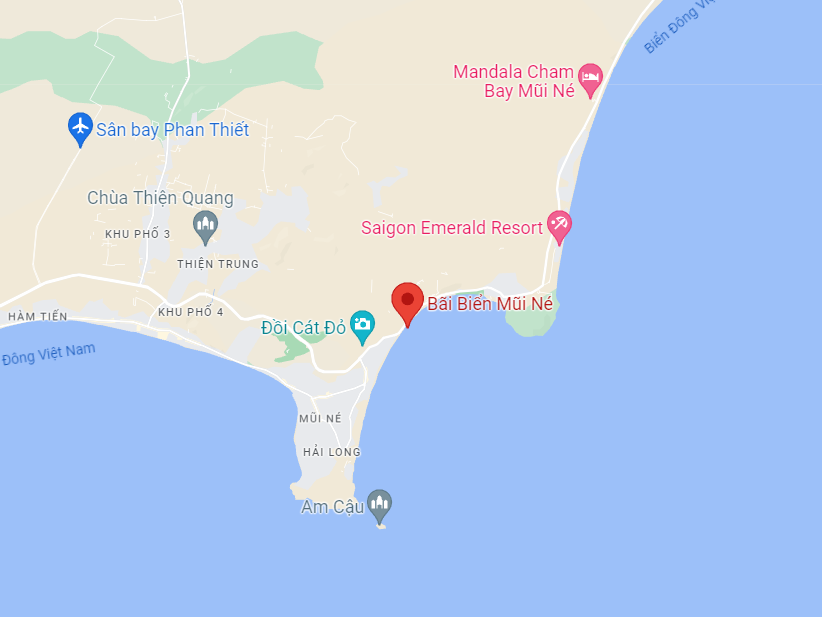 Biển Đông Việ
Mandala Cham
Bay Mũi Né
Sân bay Phan Thiết
Chùa Thiện Quang
Saigon Emerald Resort
KHU PHỐ 3
THIỆN TRUNG
Bãi Biển Mũi Né
KHU PHỐ 4
HÀM TIẾN
Đồi Cát Đỏ
Đông Việt Nam
MŨI NÉ
HẢI LONG
Am Cậu